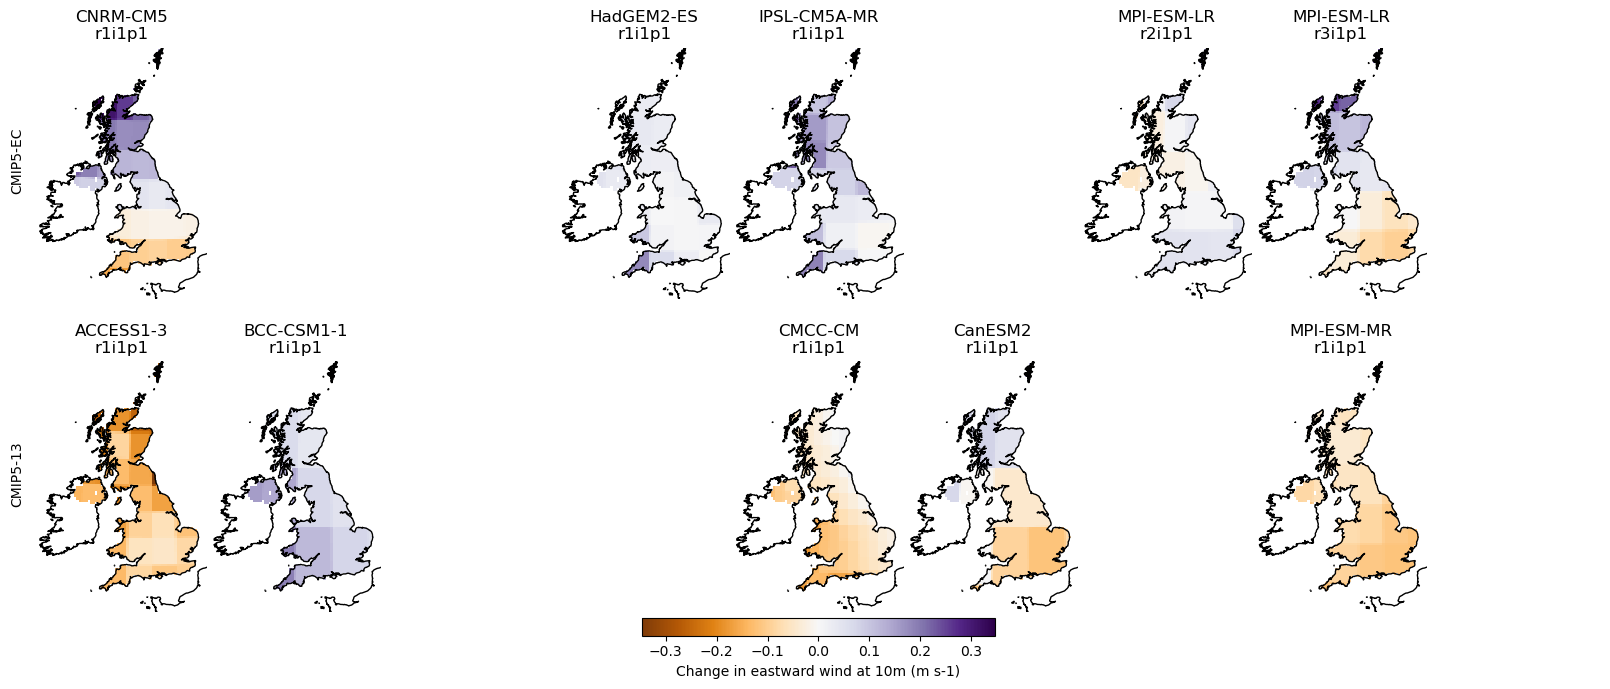 CNRM-CM5
r1i1p1
HadGEM2-ES
r1i1p1
IPSL-CM5A-MR
r1i1p1
MPI-ESM-LR
r2i1p1
MPI-ESM-LR
r3i1p1
CMIP5-EC
ACCESS1-3
r1i1p1
BCC-CSM1-1
r1i1p1
CMCC-CM
r1i1p1
CanESM2
r1i1p1
MPI-ESM-MR
r1i1p1
CMIP5-13
−0.3 −0.2 −0.1 0.0 0.1 0.2 0.3
Change in eastward wind at 10m (m s-1)